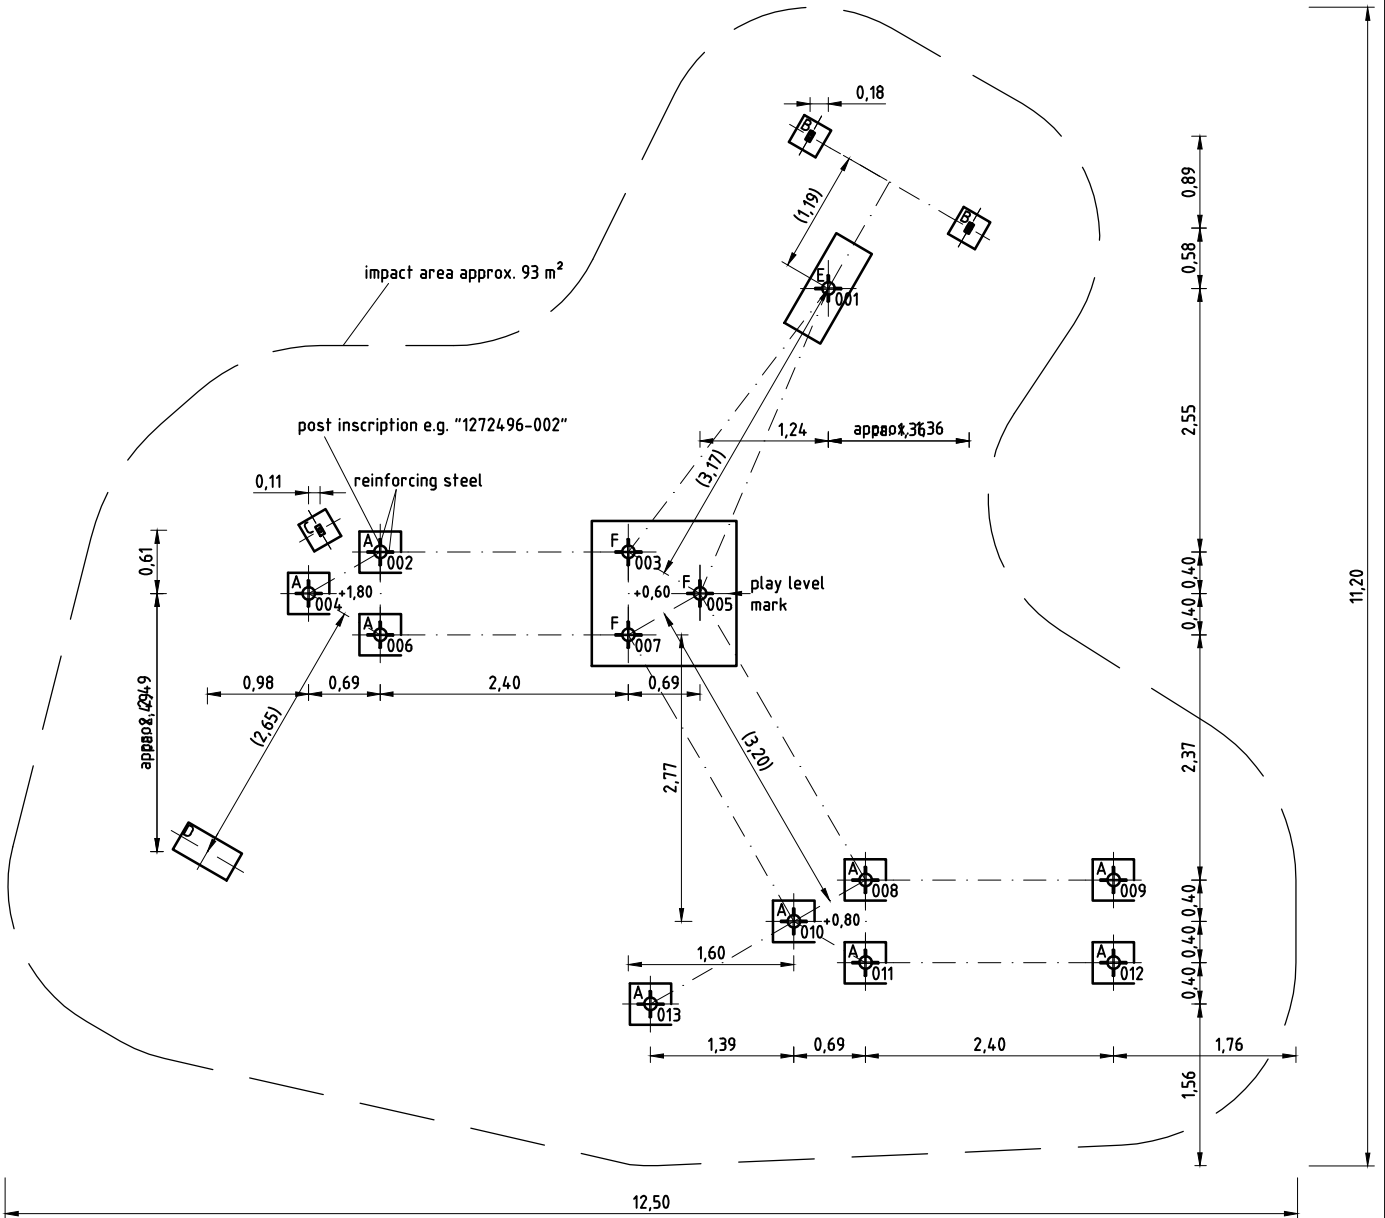 0,18
B
0,89
B
(1,19)
0,58
impact area approx. 93 m²
E
001
11,20
2,55
post inscription e.g. "1272496-002"
1,24
1,36
(3,17)
0,11
reinforcing steel
C
A
002
F
003
0,61
0,40
A
004
+1,80
+0,60
F
005
play level
mark
0,40
A
006
F
007
0,98
0,69
2,40
0,69
(2,65)
(3,20)
2,77
2,37
D
A
008
A
009
0,40
A
010
+0,80
0,40
1,60
A
011
A
012
0,40
A
013
1,39
0,69
2,40
1,76
1,56
12,50